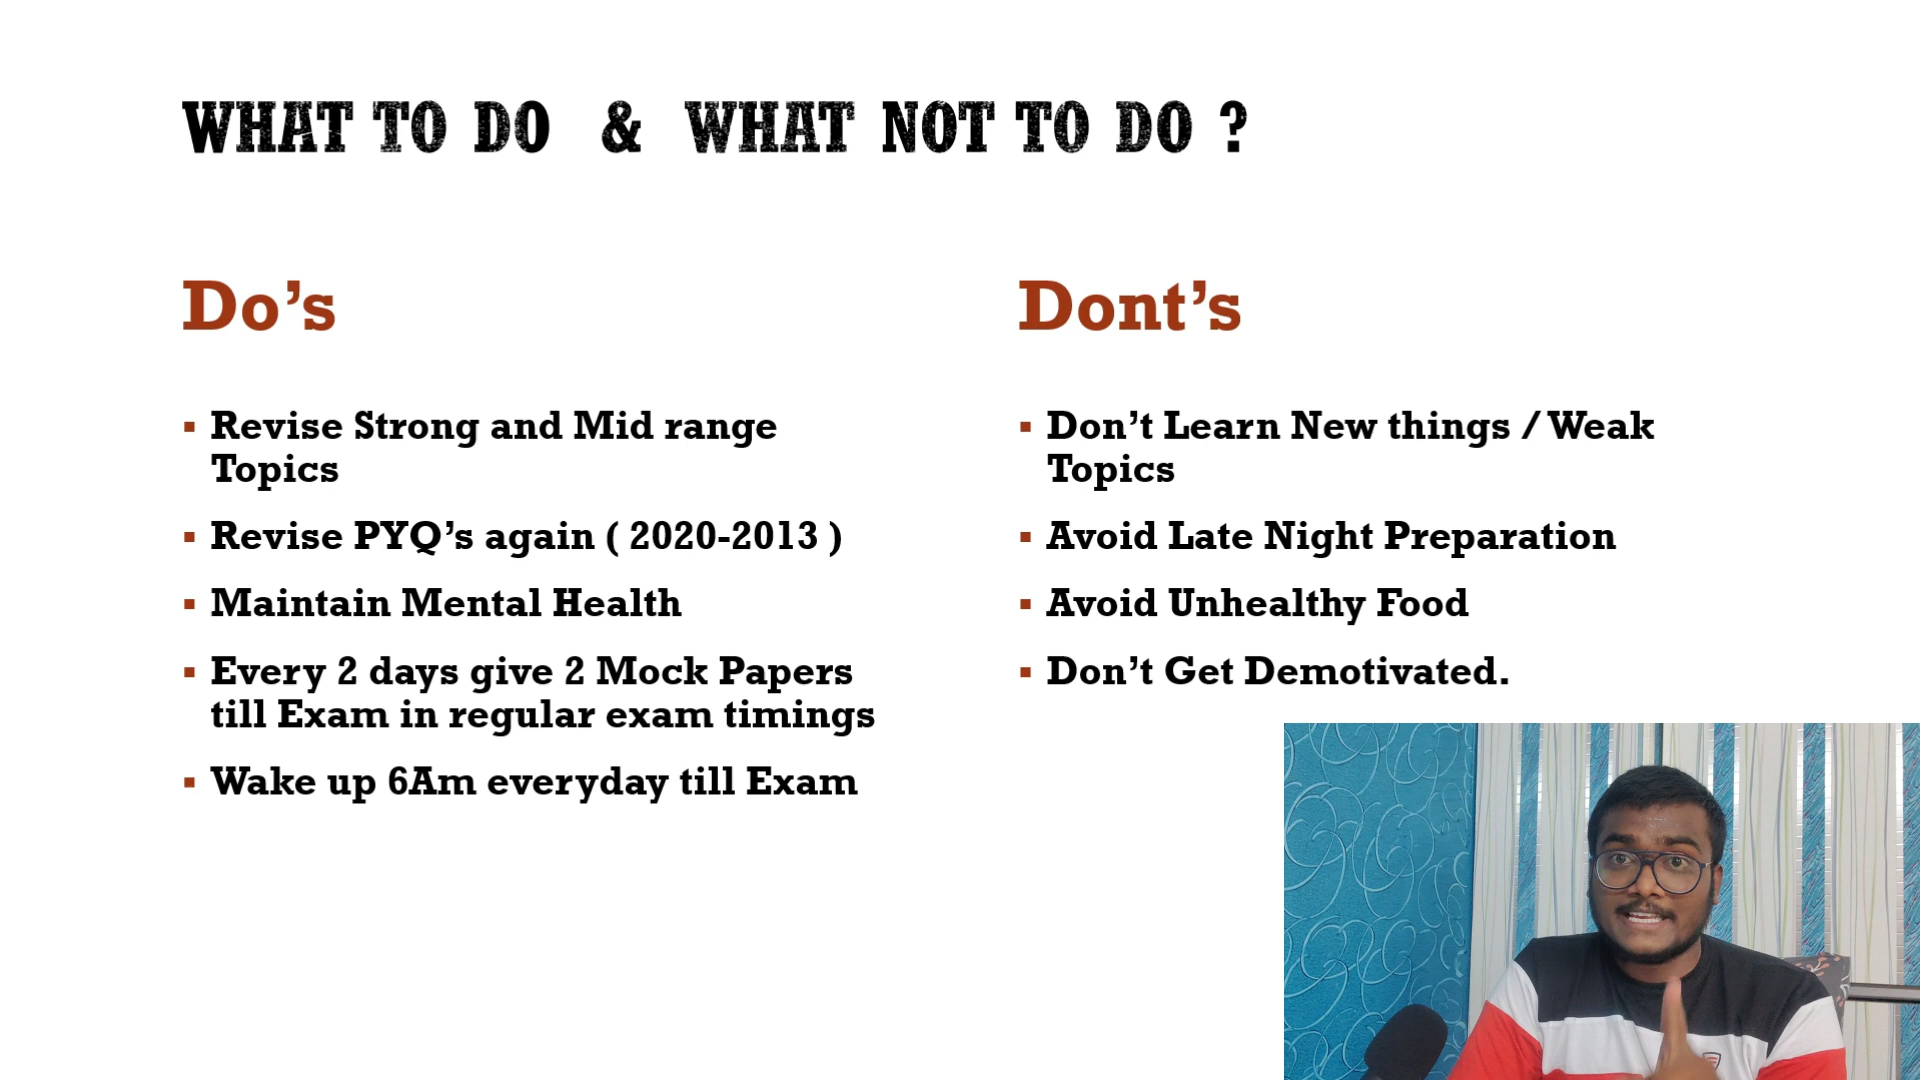 WHAT TO DO & WHAT NOT TO DO ?
Do’s
Revise Strong and Mid range
Topics
Revise PYQ’s again ( 2020-2013 )
Maintain Mental Health
Every 2 days give 2 Mock Papers
till Exam in regular exam timings
Wake up 6Am everyday till Exam
Dont’s
Don’t Learn New things / Weak
Topics
Avoid Late Night Preparation
Avoid Unhealthy Food
Don’t Get Demotivated.